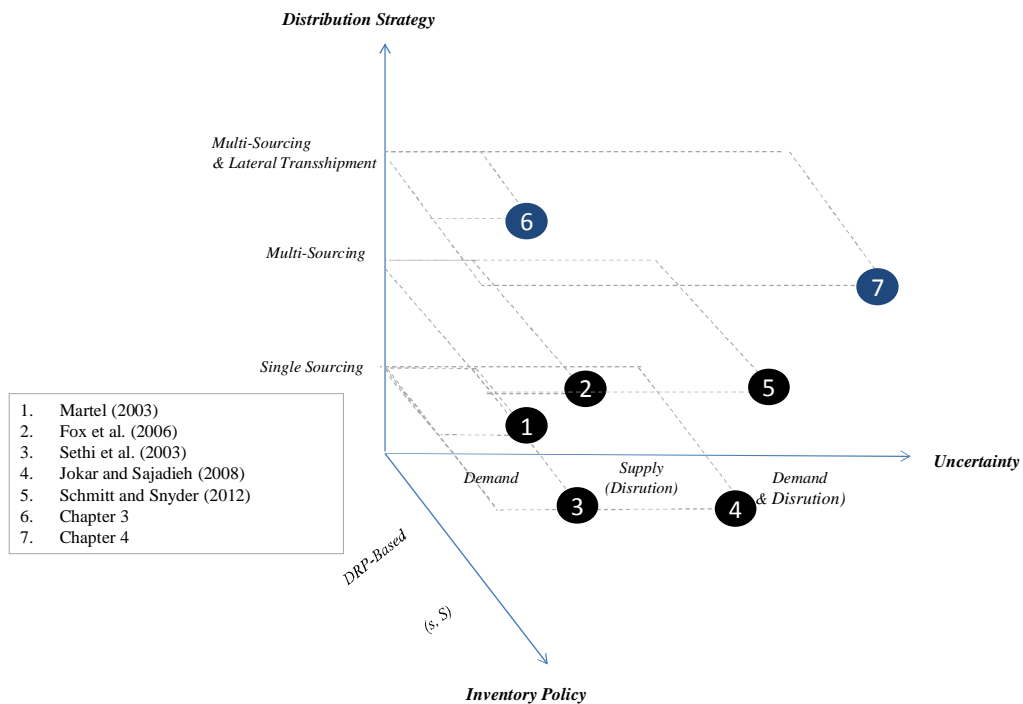 Distribution Strategy
Multi-Sourcing
& Lateral Transshipment
6
Multi-Sourcing
7
Single Sourcing
2
5
1
1. Martel (2003)
2. Fox et al. (2006)
3. Sethi et al. (2003)
4. Jokar and Sajadieh (2008)
5. Schmitt and Snyder (2012)
6. Chapter 3
7. Chapter 4
Uncertainty
Demand
Supply
(Disrution)
Demand
& Disrution)
3
4
DRP-Based
(s, S)
Inventory Policy